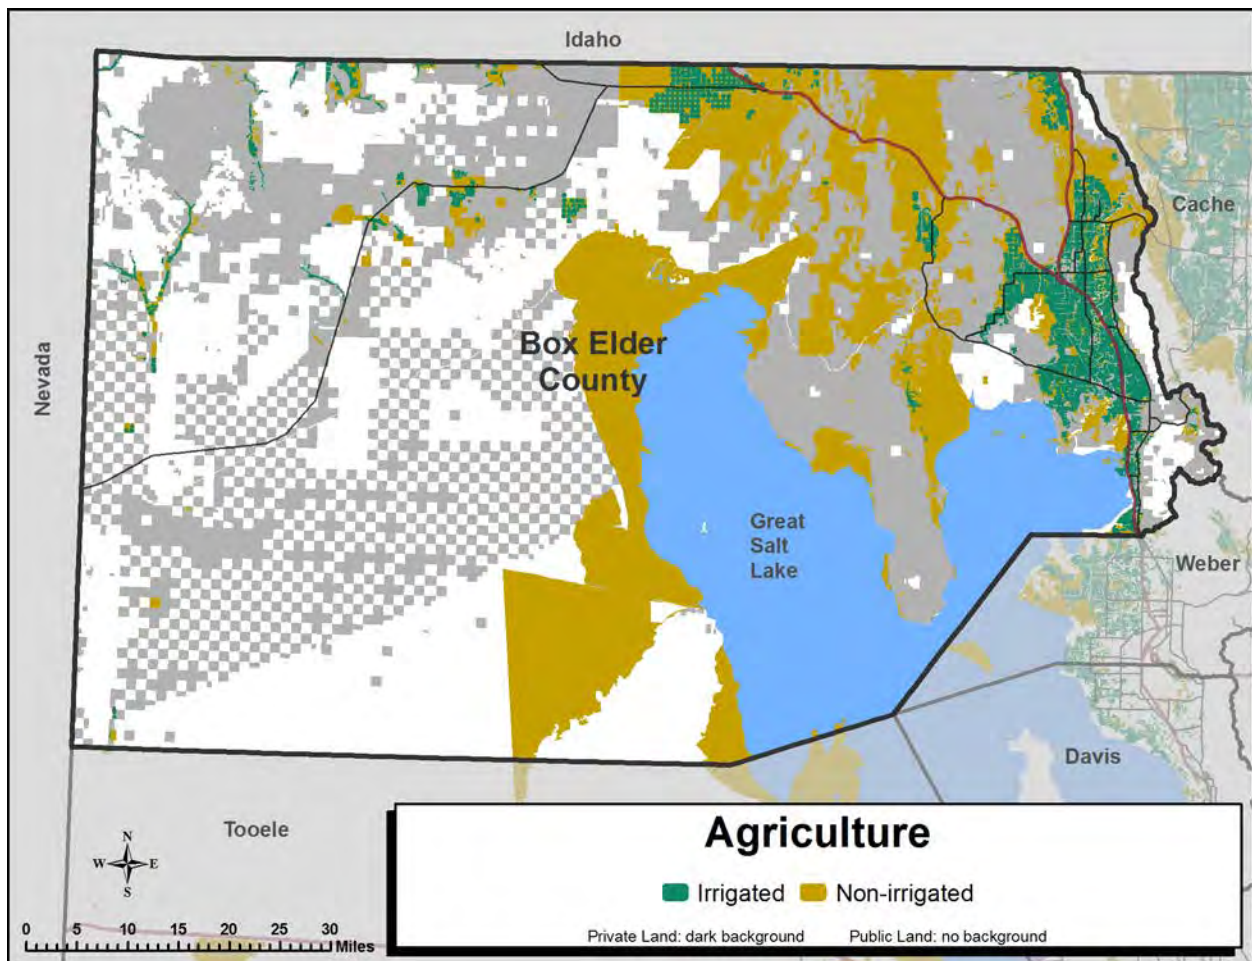 Idaho
Cache
Nevada
Box Elder
County
Great
Salt
Lake
Weber
Davis
Tooele
N
W
E
S
Agriculture
Irrigated
Non-irrigated
Private Land: dark background
Public Land: no background
0 5 10 15 20 25 30
Miles